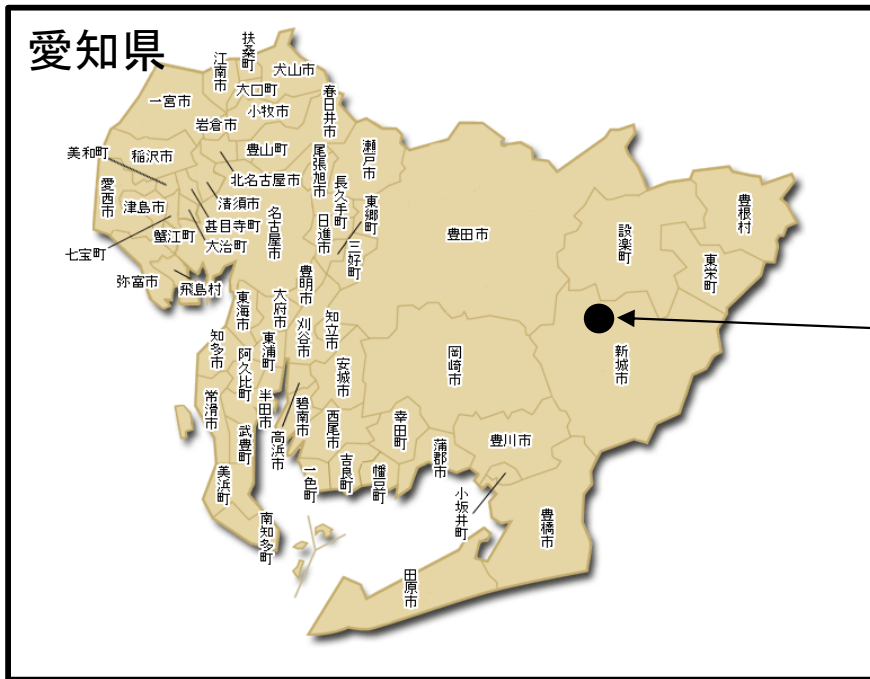 愛知県
扶桑町
江南市
犬山市
大口町
一宮市
小牧市
春日井市
岩倉市
豊山町
美和町
稲沢市
尾張旭市
瀬戸市
北名古屋市
愛西市
長久手町
清須市
東郷町
豊根村
津島市
名古屋市
日進市
甚目寺町
蟹江町
大治町
豊田市
設楽町
三好町
七宝町
東栄町
弥富市
飛島村
豊明市
東海市
大府市
刈谷市
知立市
知多市
東浦町
阿久比町
安城市
岡崎市
新城市
常滑市
半田市
碧南市
西尾市
幸田町
武豊町
高浜市
豊川市
蒲郡市
美浜町
一色町
吉良町
幡豆町
小坂井町
豊橋市
南知多町
田原市